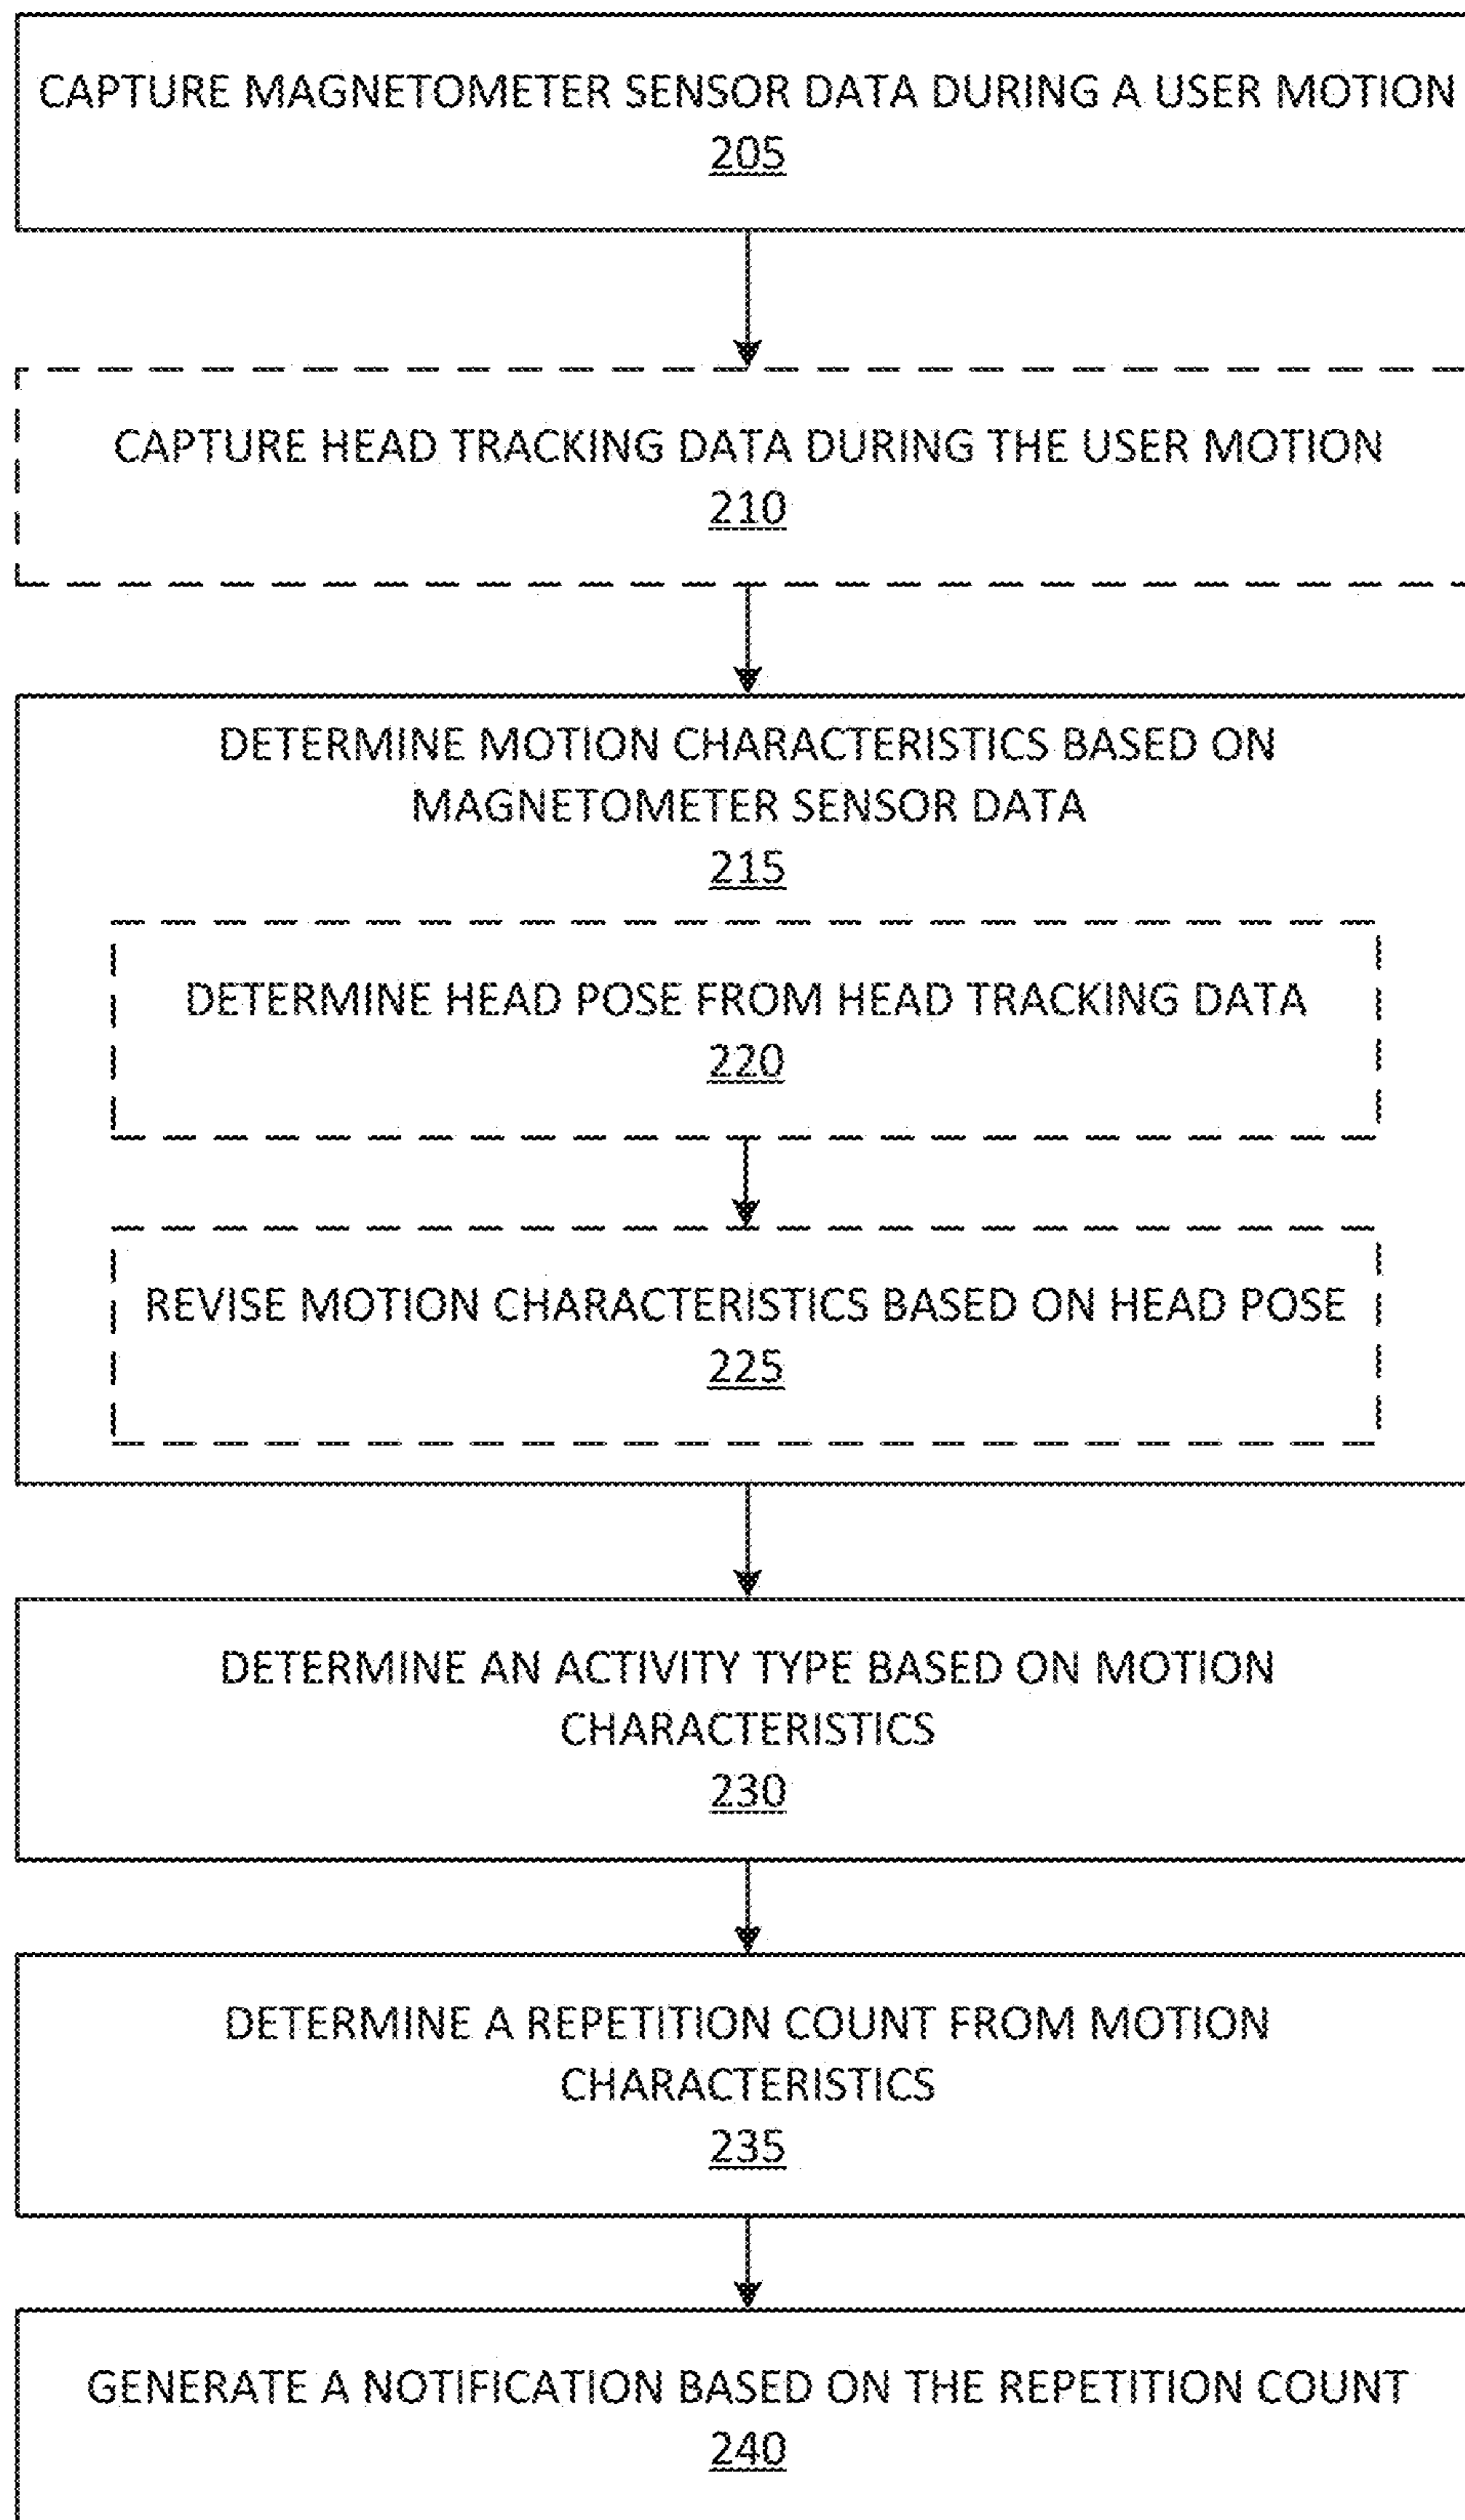 CAPTURE MAGNETOMETER SENSOR DATA DURING A USER MOTION
205
CAPTURE HEAD TRACKING DATA DURING THE USER MOTION
210
DETERMINE MOTION CHARACTERISTICS BASED ON
MAGNETOMETER SENSOR DATA
215
DETERMINE HEAD POSE FROM HEAD TRACKING DATA
220
REVISE MOTION CHARACTERISTICS BASED ON HEAD POSE
225
DETERMINE AN ACTIVITY TYPE BASED ON MOTION
CHARACTERISTICS
230
DETERMINE A REPETITION COUNT FROM MOTION
CHARACTERISTICS
235
GENERATE A NOTIFICATION BASED ON THE REPETITION COUNT
240